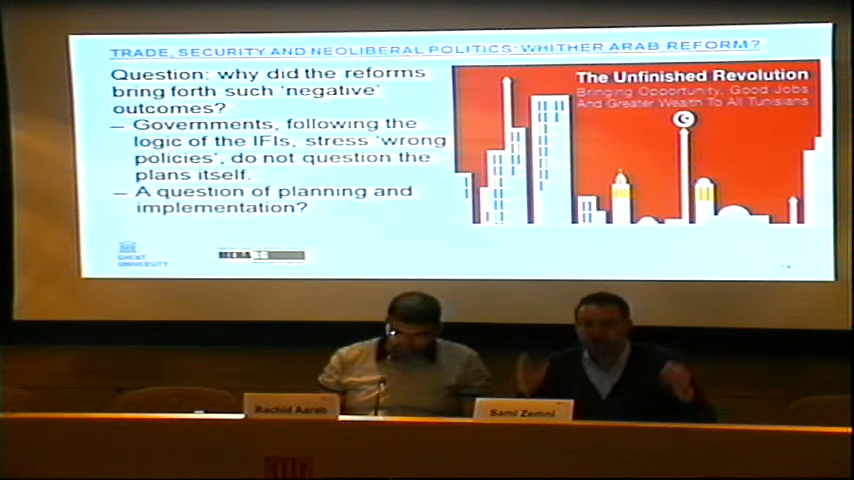 TRADE, SECURITY AND NEOLIBERAL POLITICS: WHITHER ARAB REFORM?
Question: why did the reforms
bring forth such ‘negative’
outcomes?
– Governments, following the
logic of the IFIs, stress ‘wrong
policies’, do not question the
plans itself.
– A question of planning and
implementation?
The Unfinished Revolution
Bringing Opportunity, Good Jobs
And Greater Wealth To All Tunisians
GHENT
UNIVERSITY
Rachid Aarab
Sami Zemni